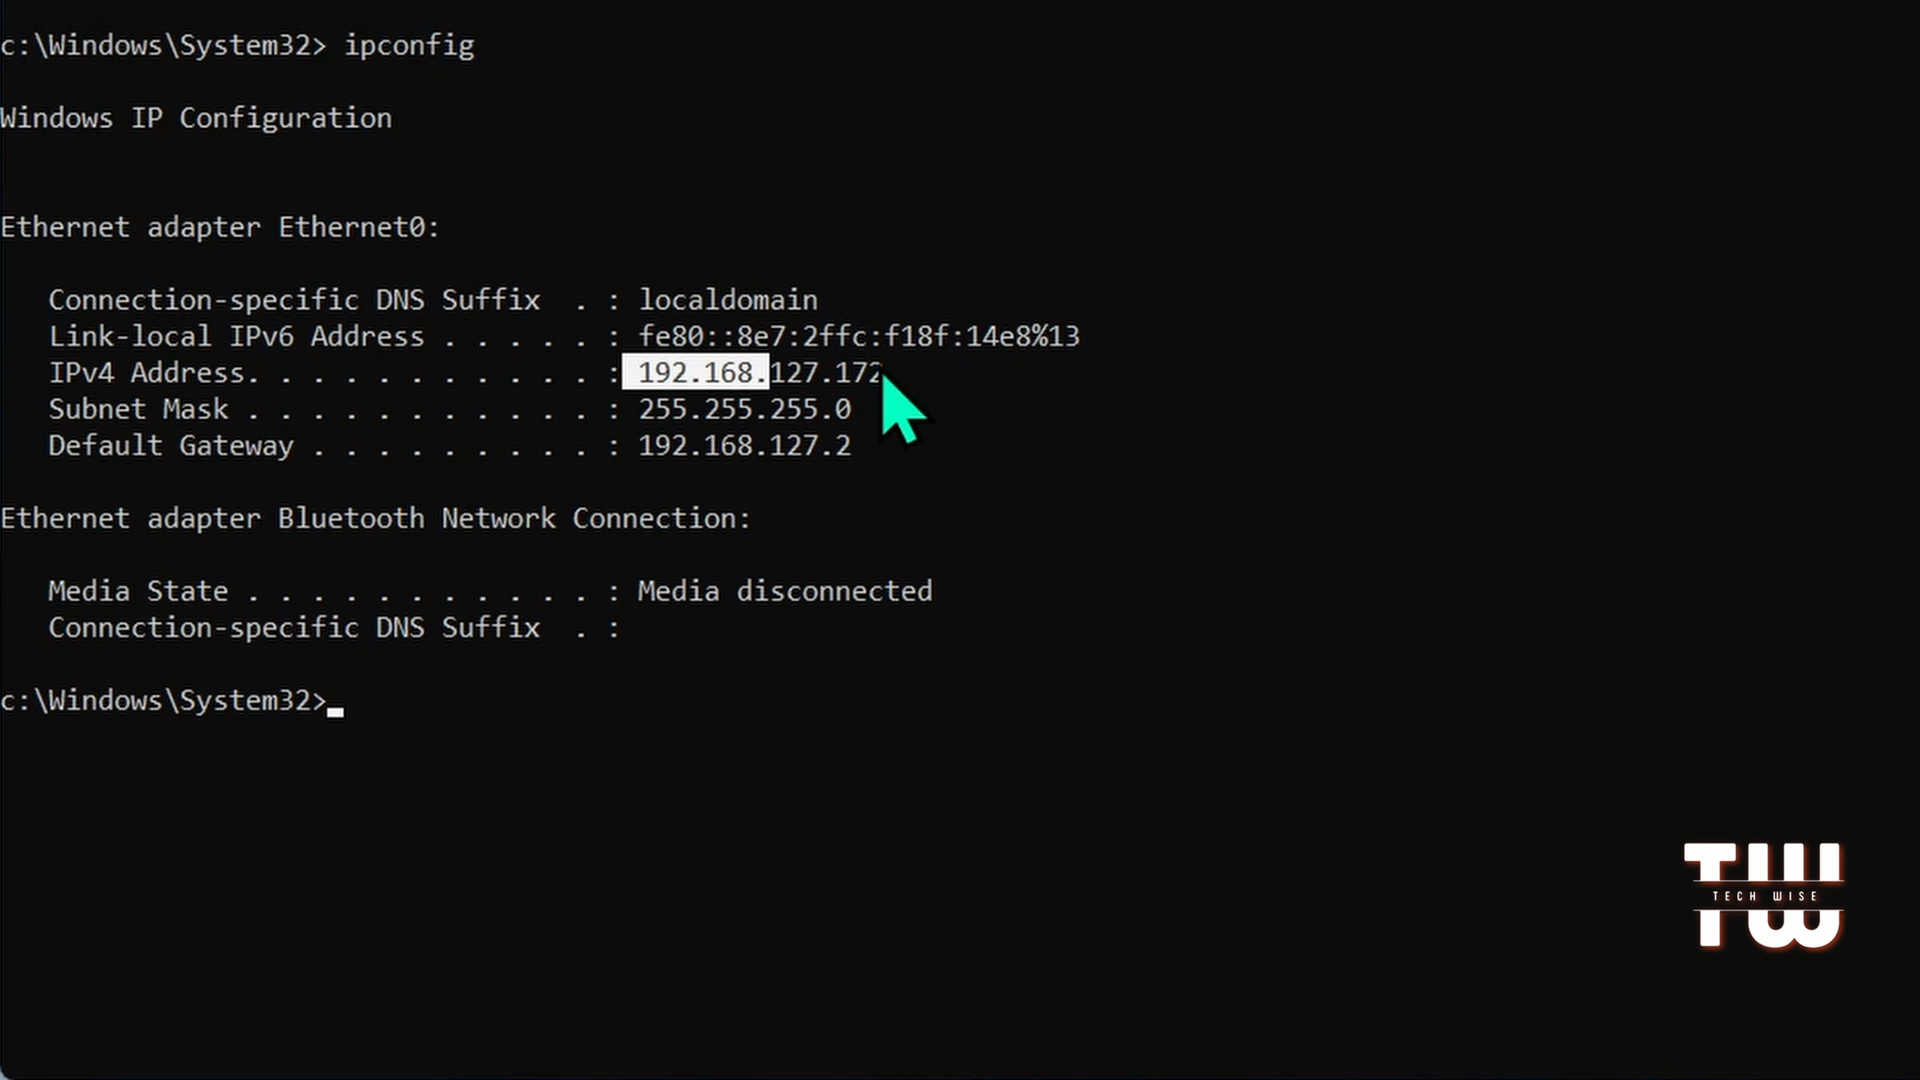 c:\Windows\System32> ipconfig
Windows IP Configuration
Ethernet adapter Ethernet0:
Connection-specific DNS Suffix  . : localdomain
Link-local IPv6 Address . . . . . : fe80::8e7:2ffc:f18f:14e8%13
IPv4 Address. . . . . . . . . . . : 192.168.127.172
Subnet Mask . . . . . . . . . . . : 255.255.255.0
Default Gateway . . . . . . . . . : 192.168.127.2
Ethernet adapter Bluetooth Network Connection:
Media State . . . . . . . . . . . : Media disconnected
Connection-specific DNS Suffix  . :
c:\Windows\System32>
TW
TECH WISE